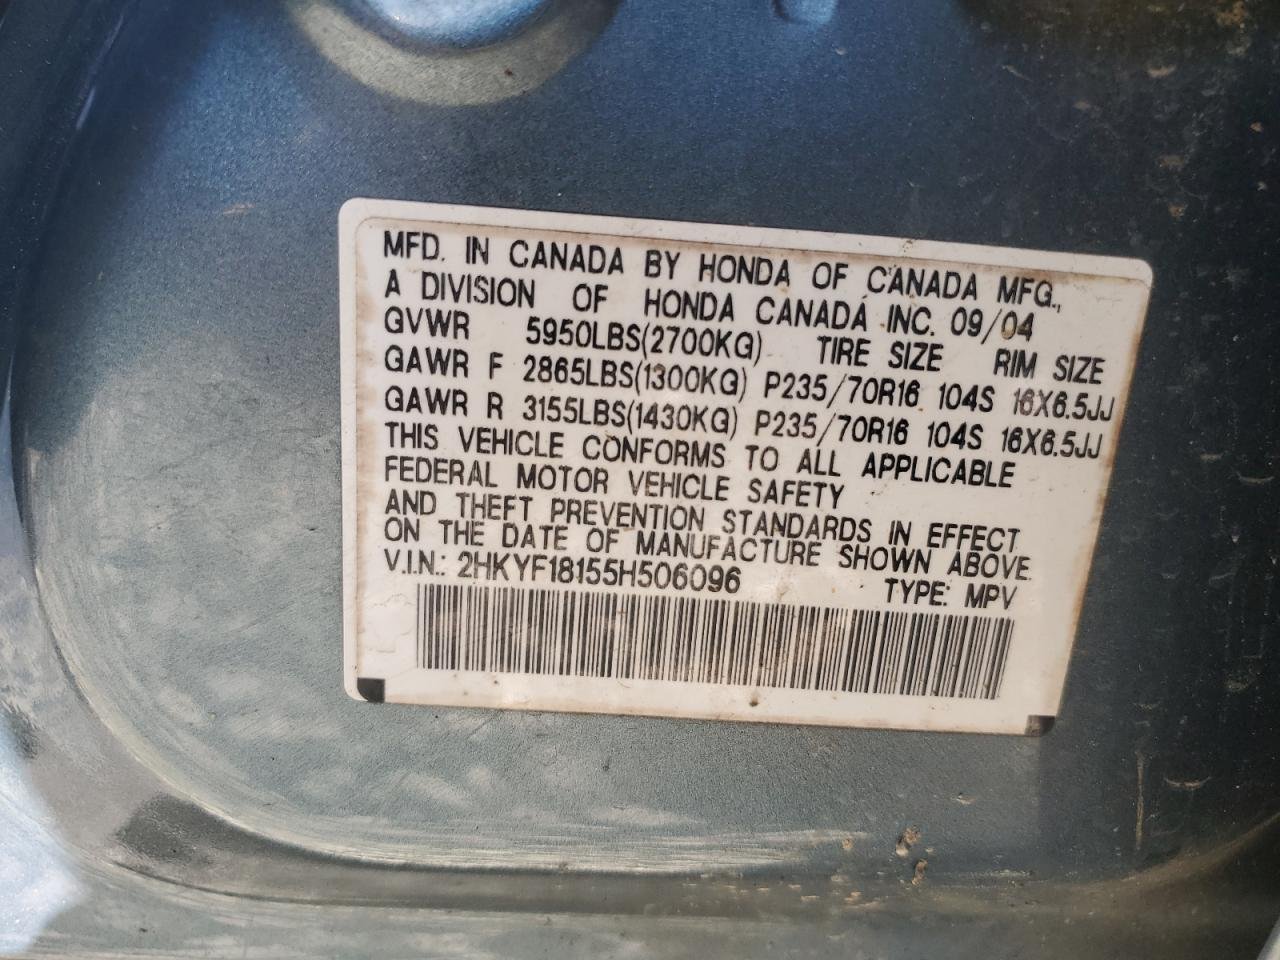 MFD. IN CANADA BY HONDA OF CANADA MFG.,
A DIVISION OF HONDA CANADA INC. 09/04
GVWR 5950LBS(2700KG) TIRE SIZE RIM SIZE
GAWR F 2865LBS(1300KG) P235/70R16 104S 16X6.5JJ
GAWR R 3155LBS(1430KG) P235/70R16 104S 16X6.5JJ
THIS VEHICLE CONFORMS TO ALL APPLICABLE
FEDERAL MOTOR VEHICLE SAFETY
AND THEFT PREVENTION STANDARDS IN EFFECT
ON THE DATE OF MANUFACTURE SHOWN ABOVE.
V.I.N.: 2HKYF18155H506096 TYPE: MPV